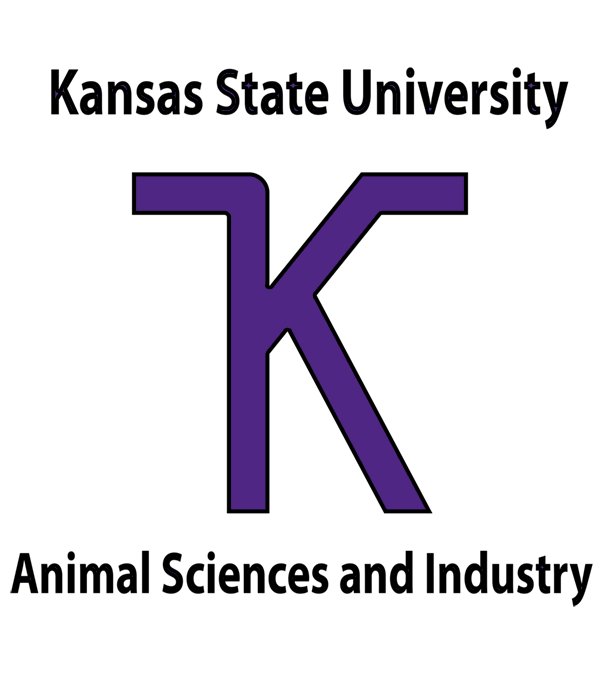 Kansas State University
K
Animal Sciences and Industry